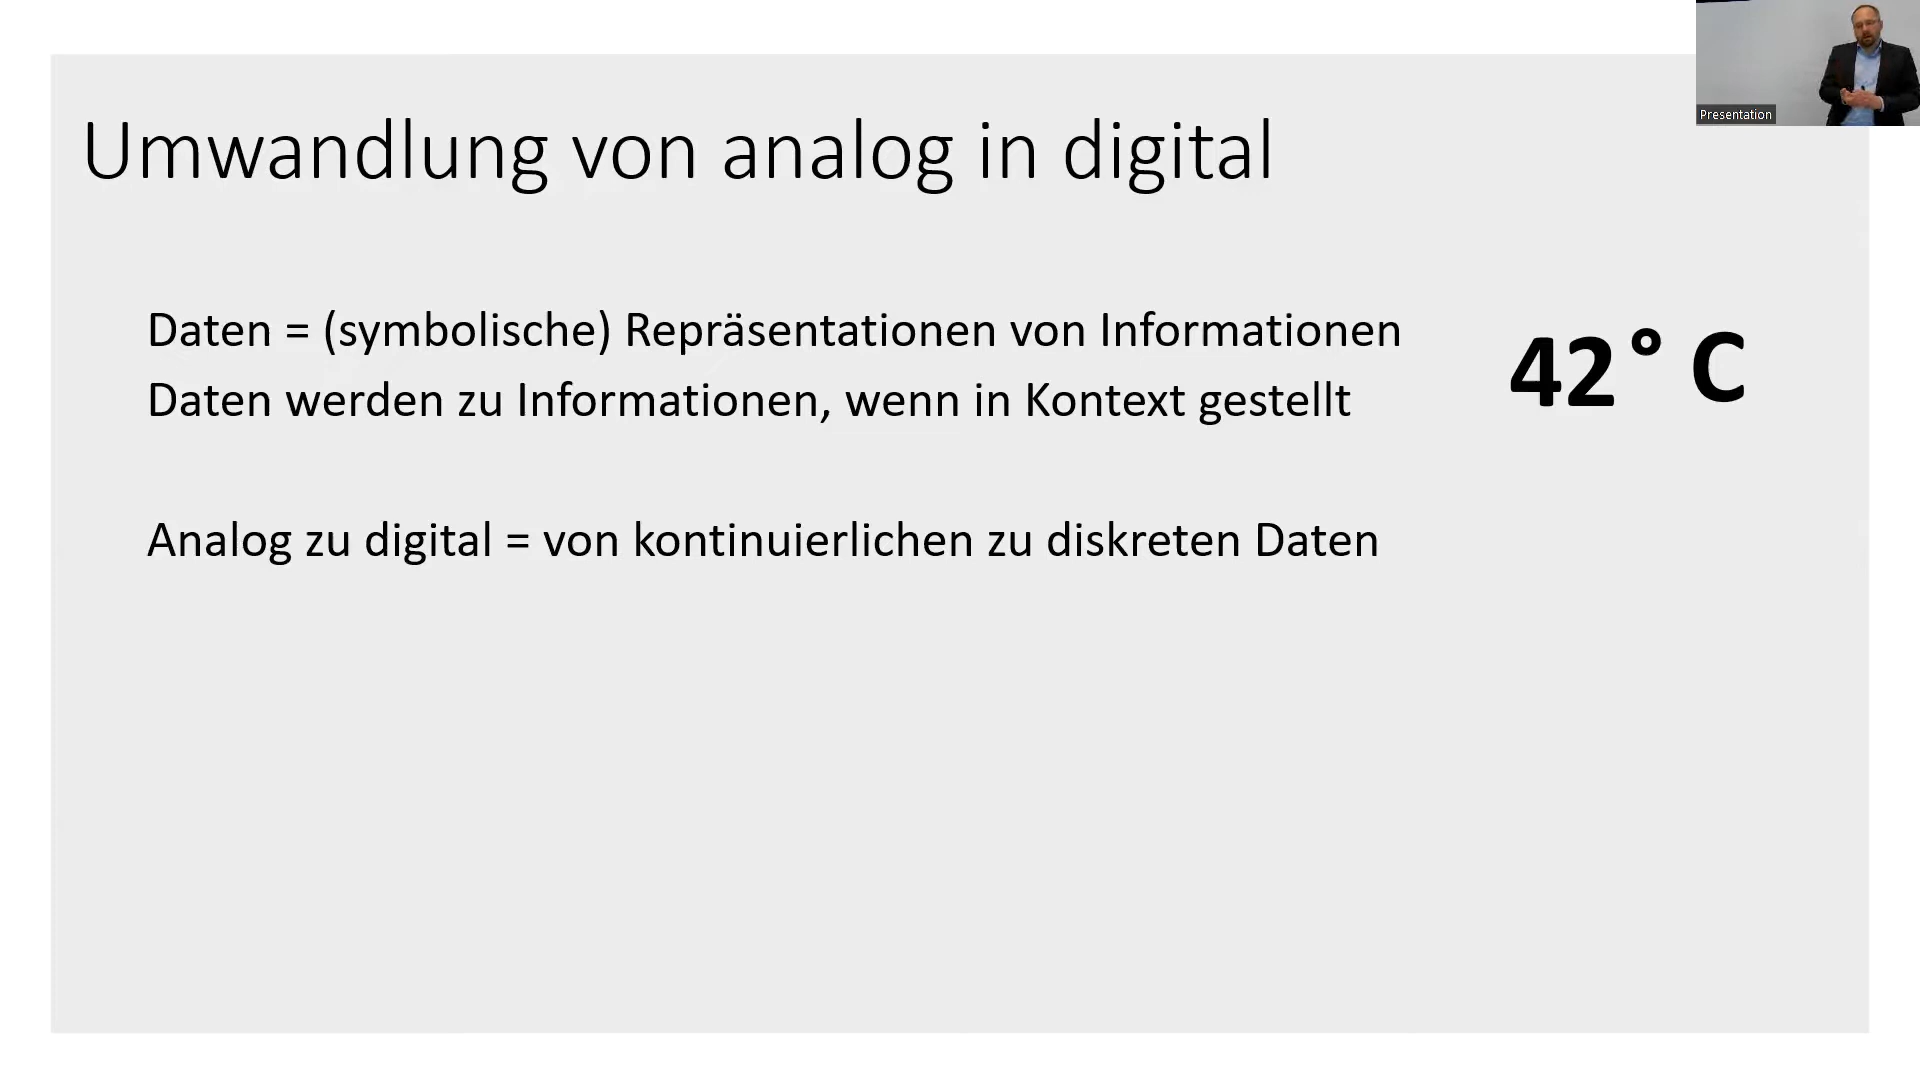 Umwandlung von analog in digital
Daten = (symbolische) Repräsentationen von Informationen
Daten werden zu Informationen, wenn in Kontext gestellt
42° C
Analog zu digital = von kontinuierlichen zu diskreten Daten
Presentation